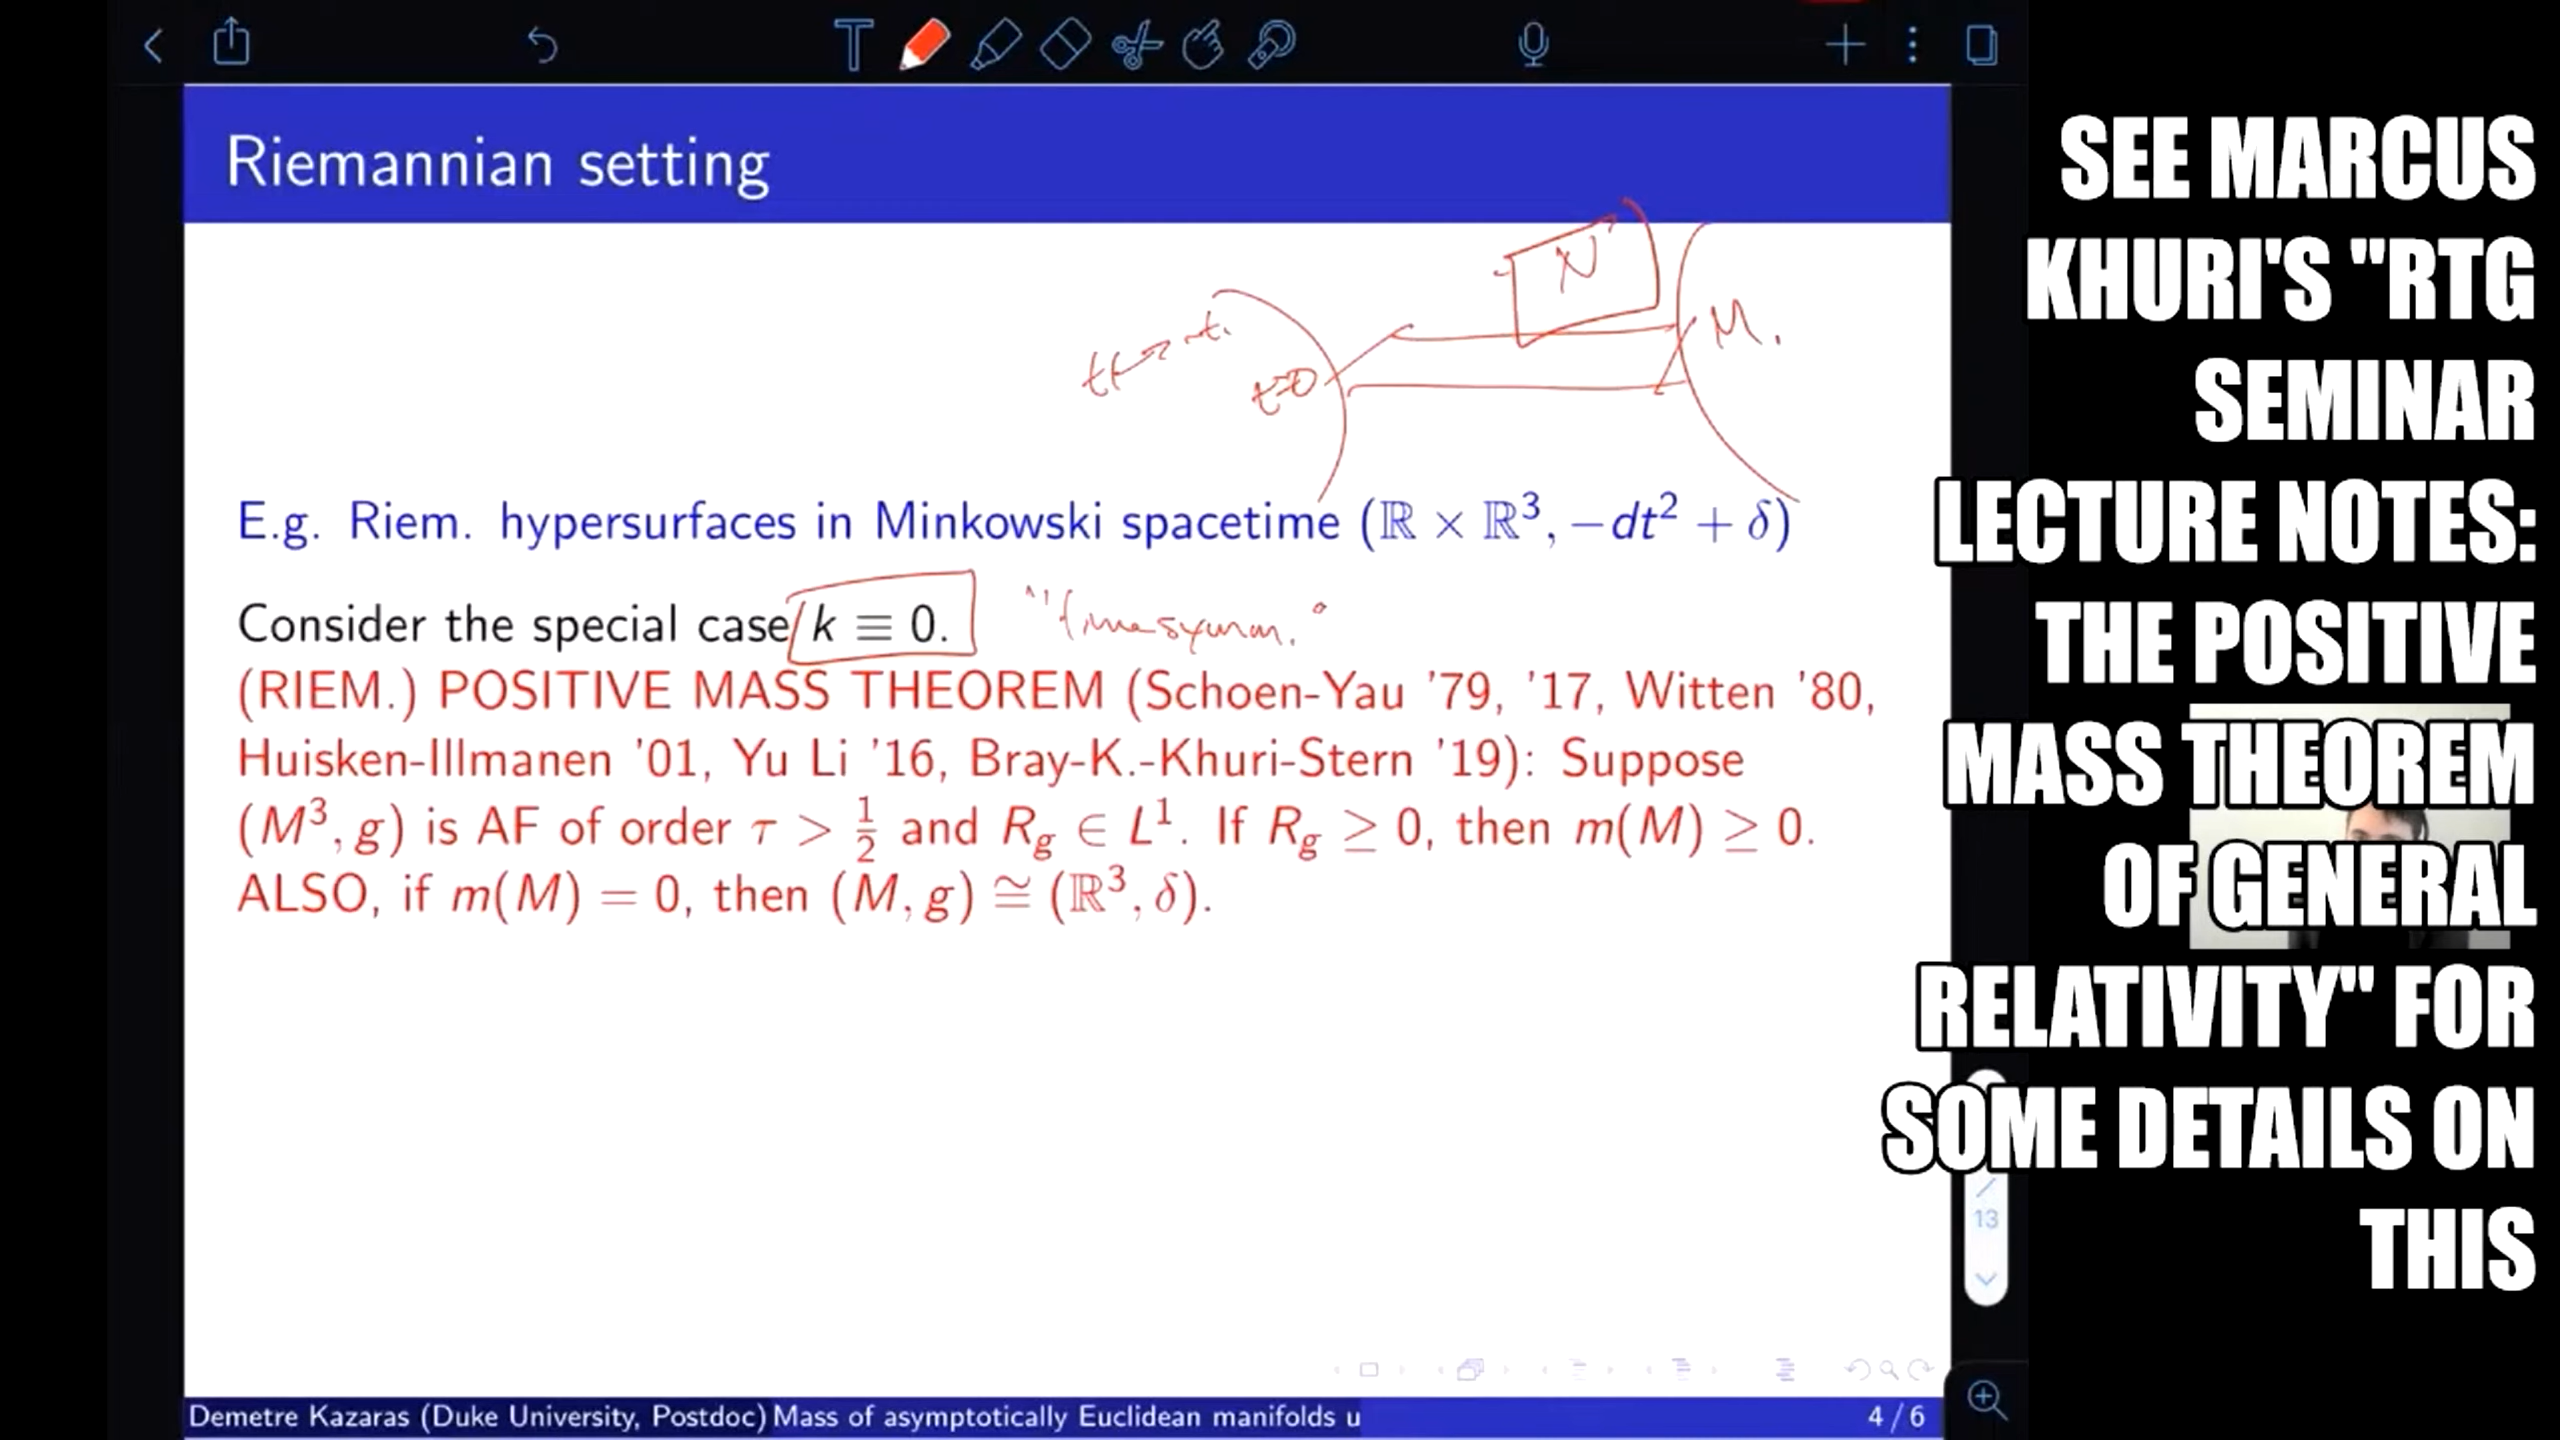 Riemannian setting
N
M.
t=0
E.g. Riem. hypersurfaces in Minkowski spacetime (ℝ × ℝ³, −dt² + δ)
Consider the special case k ≡ 0. "timesymm."
(RIEM.) POSITIVE MASS THEOREM (Schoen-Yau '79, '17, Witten '80,
Huisken-Illmanen '01, Yu Li '16, Bray-K.-Khuri-Stern '19): Suppose
(M³, g) is AF of order τ > 1/2 and R_g ∈ L¹. If R_g ≥ 0, then m(M) ≥ 0.
ALSO, if m(M) = 0, then (M, g) ≅ (ℝ³, δ).
Demetre Kazaras (Duke University, Postdoc) Mass of asymptotically Euclidean manifolds u
4 / 6
/
13
SEE MARCUS
KHURI'S "RTG
SEMINAR
LECTURE NOTES:
THE POSITIVE
MASS THEOREM
OF GENERAL
RELATIVITY" FOR
SOME DETAILS ON
THIS